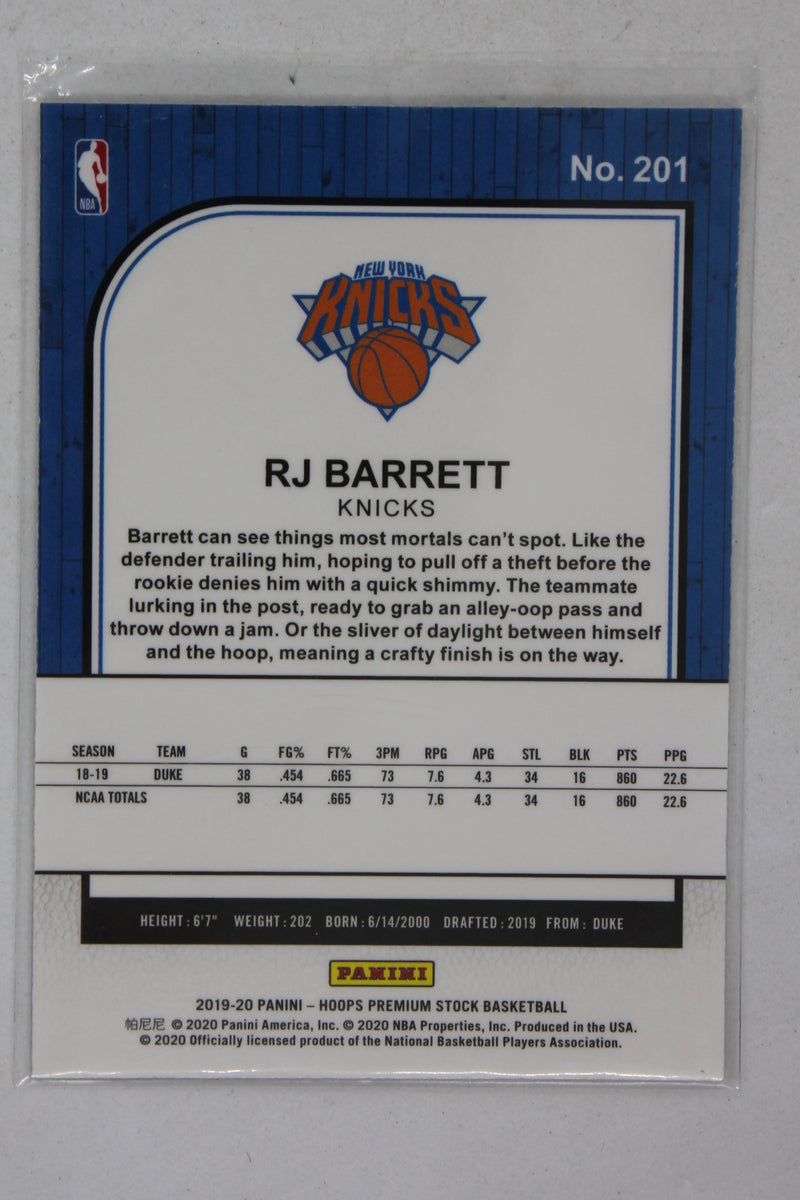 NBA
No. 201
NEW YORK
KNICKS
RJ BARRETT
KNICKS
Barrett can see things most mortals can't spot. Like the
defender trailing him, hoping to pull off a theft before the
rookie denies him with a quick shimmy. The teammate
lurking in the post, ready to grab an alley-oop pass and
throw down a jam. Or the sliver of daylight between himself
and the hoop, meaning a crafty finish is on the way.
SEASON TEAM G FG% FT% 3PM RPG APG STL BLK PTS PPG
18-19 DUKE 38 .454 .665 73 7.6 4.3 34 16 860 22.6
NCAA TOTALS 38 .454 .665 73 7.6 4.3 34 16 860 22.6
HEIGHT: 6'7" WEIGHT: 202 BORN: 6/14/2000 DRAFTED: 2019 FROM: DUKE
PANINI
2019-20 PANINI – HOOPS PREMIUM STOCK BASKETBALL
帕尼尼 © 2020 Panini America, Inc. © 2020 NBA Properties, Inc. Produced in the USA.
© 2020 Officially licensed product of the National Basketball Players Association.